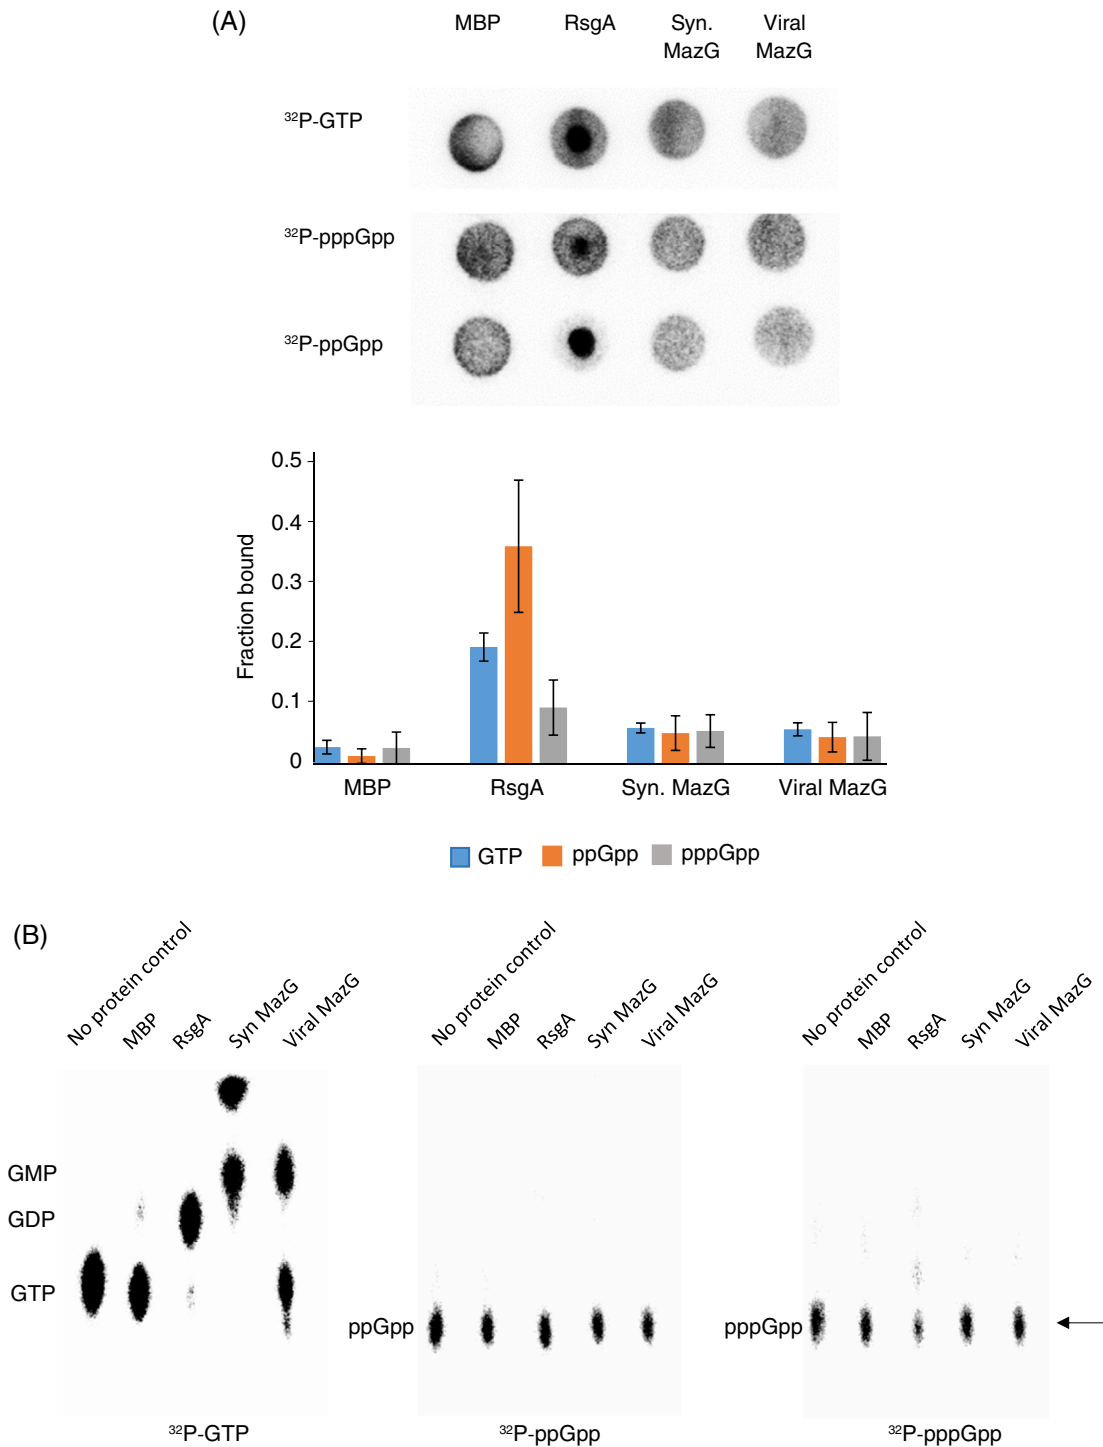 (A)
MBP RsgA Syn. MazG Viral MazG
³²P-GTP
³²P-pppGpp
³²P-ppGpp
0.5
0.4
0.3
0.2
0.1
0
Fraction bound
MBP RsgA Syn. MazG Viral MazG
GTP ppGpp pppGpp
(B)
No protein control MBP RsgA Syn MazG Viral MazG
No protein control MBP RsgA Syn MazG Viral MazG
No protein control MBP RsgA Syn MazG Viral MazG
GMP
GDP
GTP
ppGpp
pppGpp
³²P-GTP
³²P-ppGpp
³²P-pppGpp